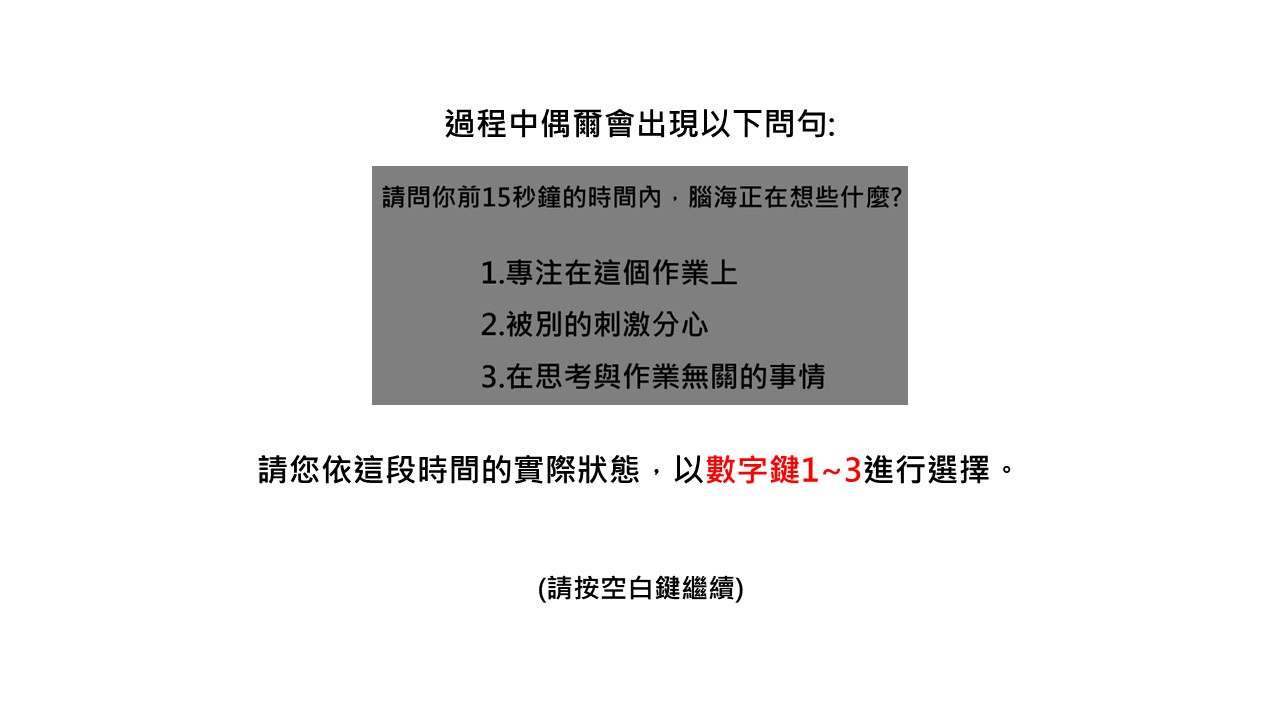 過程中偶爾會出現以下問句:
請問你前15秒鐘的時間內，腦海正在想些什麼?
1.專注在這個作業上
2.被別的刺激分心
3.在思考與作業無關的事情
請您依這段時間的實際狀態，以數字鍵1~3進行選擇。
(請按空白鍵繼續)